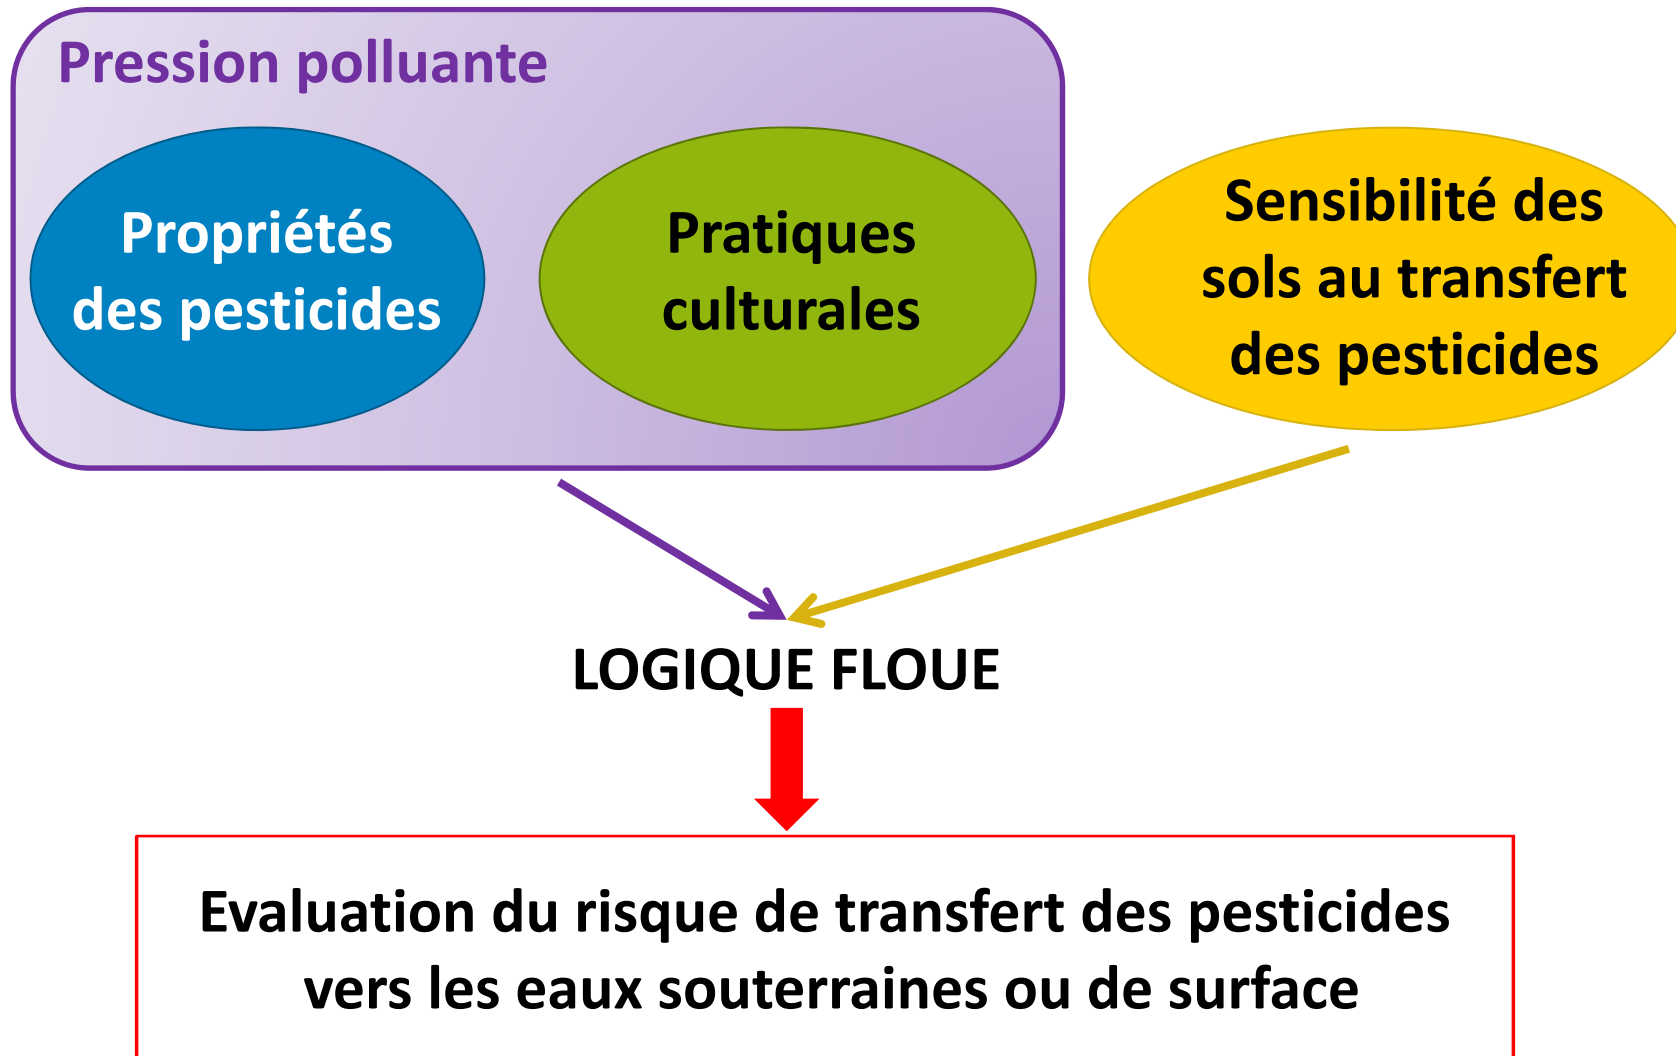 Pression polluante
Propriétés
des pesticides
Pratiques
culturales
Sensibilité des
sols au transfert
des pesticides
LOGIQUE FLOUE
Evaluation du risque de transfert des pesticides
vers les eaux souterraines ou de surface